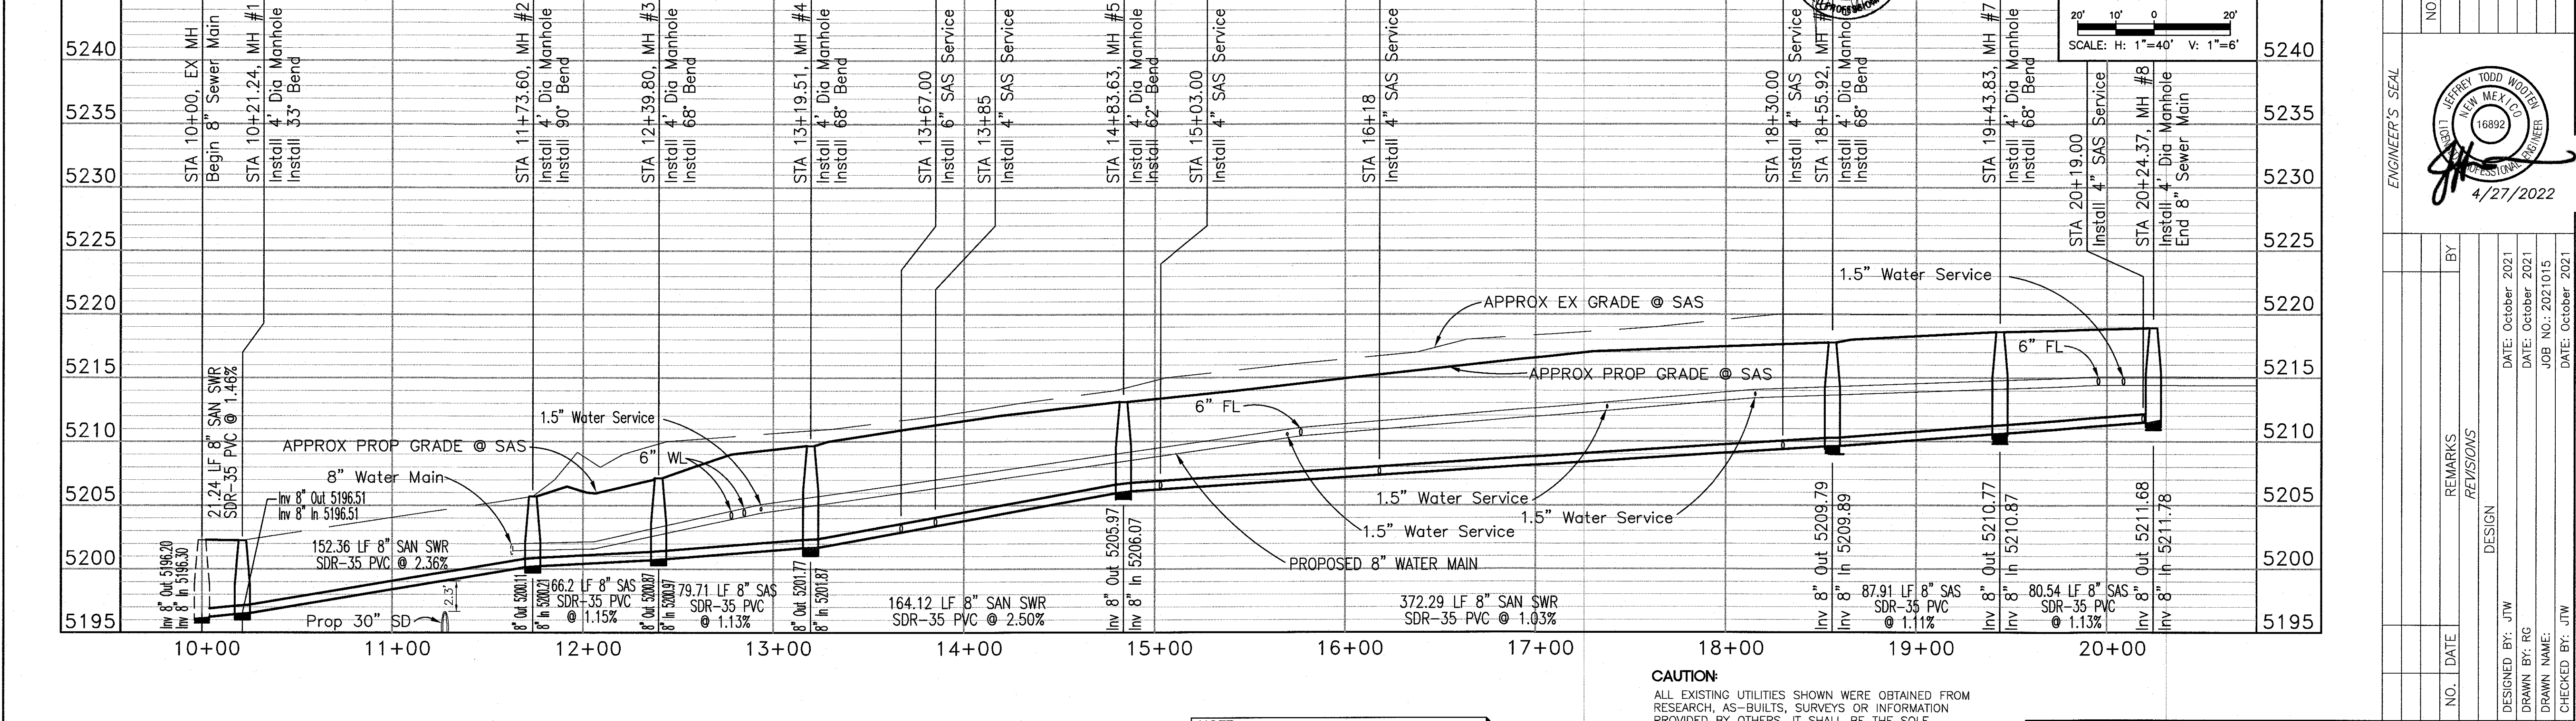 5240
5235
5230
5225
5220
5215
5210
5205
5200
5195
STA 10+00, EX MH
Begin 8" Sewer Main
STA 10+21.24, MH #1
Install 4' Dia Manhole
Install 33° Bend
STA 11+73.60, MH #2
Install 4' Dia Manhole
Install 90° Bend
STA 12+39.80, MH #3
Install 4' Dia Manhole
Install 68° Bend
STA 13+19.51, MH #4
Install 4' Dia Manhole
Install 68° Bend
STA 13+67.00
Install 6" SAS Service
STA 13+85
Install 4" SAS Service
STA 14+83.63, MH #5
Install 4' Dia Manhole
Install 62° Bend
STA 15+03.00
Install 4" SAS Service
STA 16+18
Install 4" SAS Service
STA 18+30.00
Install 4" SAS Service
STA 18+55.92, MH
Install 4' Dia Manhole
Install 68° Bend
STA 19+43.83, MH #7
Install 4' Dia Manhole
Install 68° Bend
STA 20+19.00
Install 4" SAS Service
STA 20+24.37, MH #8
Install 4' Dia Manhole
End 8" Sewer Main
PROFESSIONAL
20' 10' 0 20'
SCALE: H: 1"=40' V: 1"=6'
5240
5235
5230
5225
5220
5215
5210
5205
5200
5195
21.24 LF 8" SAN SWR
SDR-35 PVC @ 1.46%
APPROX PROP GRADE @ SAS
8" Water Main
Inv 8" Out 5196.51
Inv 8" In 5196.51
152.36 LF 8" SAN SWR
SDR-35 PVC @ 2.36%
Inv 8" Out 5196.20
Inv 8" In 5196.30
Prop 30" SD
2.3'
1.5" Water Service
6" WL
8" Out 5200.11
8" In 5200.21
66.2 LF 8" SAS
SDR-35 PVC
@ 1.15%
8" Out 5200.87
8" In 5200.97
79.71 LF 8" SAS
SDR-35 PVC
@ 1.13%
8" Out 5201.77
8" In 5201.87
164.12 LF 8" SAN SWR
SDR-35 PVC @ 2.50%
Inv 8" Out 5205.97
Inv 8" In 5206.07
APPROX EX GRADE @ SAS
APPROX PROP GRADE @ SAS
6" FL
1.5" Water Service
1.5" Water Service
1.5" Water Service
PROPOSED 8" WATER MAIN
372.29 LF 8" SAN SWR
SDR-35 PVC @ 1.03%
1.5" Water Service
6" FL
Inv 8" Out 5209.79
Inv 8" In 5209.89
87.91 LF 8" SAS
SDR-35 PVC
@ 1.11%
Inv 8" Out 5210.77
Inv 8" In 5210.87
80.54 LF 8" SAS
SDR-35 PVC
@ 1.13%
Inv 8" Out 5211.68
Inv 8" In 5211.78
10+00 11+00 12+00 13+00 14+00 15+00 16+00 17+00 18+00 19+00 20+00
CAUTION:
ALL EXISTING UTILITIES SHOWN WERE OBTAINED FROM
RESEARCH, AS-BUILTS, SURVEYS OR INFORMATION
PROVIDED BY OTHERS. IT SHALL BE THE SOLE
NO
ENGINEER'S SEAL
JEFFREY TODD WOOTEN
NEW MEXICO
16892
LICENSED PROFESSIONAL ENGINEER
4/27/2022
NO. DATE REMARKS BY
REVISIONS
DESIGN
DESIGNED BY: JTW DATE: October 2021
DRAWN BY: RG DATE: October 2021
DRAWN NAME: JOB NO.: 2021015
CHECKED BY: JTW DATE: October 2021